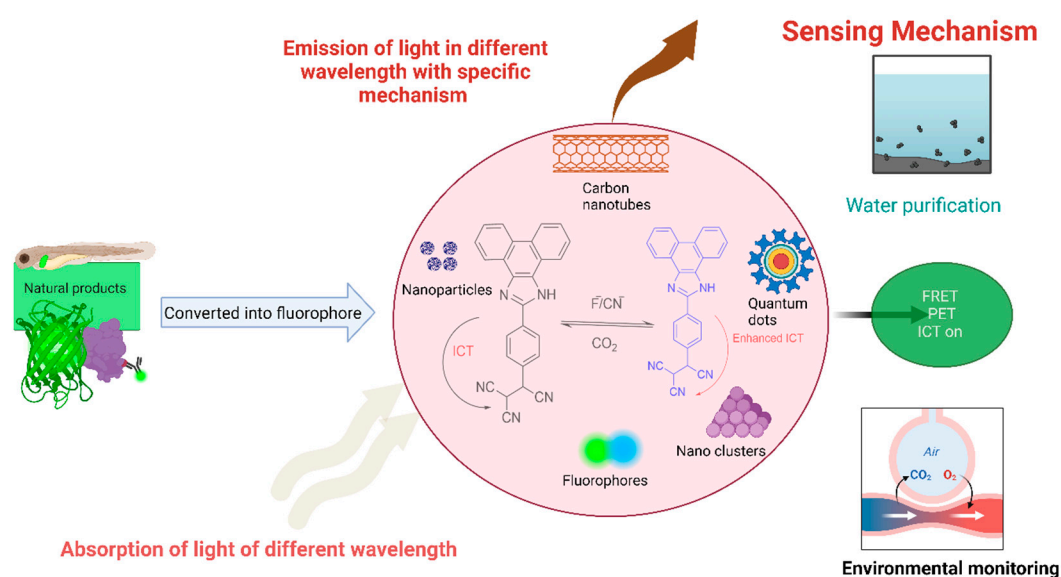 Emission of light in different
wavelength with specific
mechanism
Sensing Mechanism
Carbon
nanotubes
Water purification
Natural products
Nanoparticles
N
NH
N
NH
Quantum
dots
Converted into fluorophore
F̄/CN̄
CO₂
ICT
Enhanced ICT
FRET
PET
ICT on
NC
CN
CN
NC
CN
CN
Nano clusters
Fluorophores
Air
CO₂ O₂
Absorption of light of different wavelength
Environmental monitoring